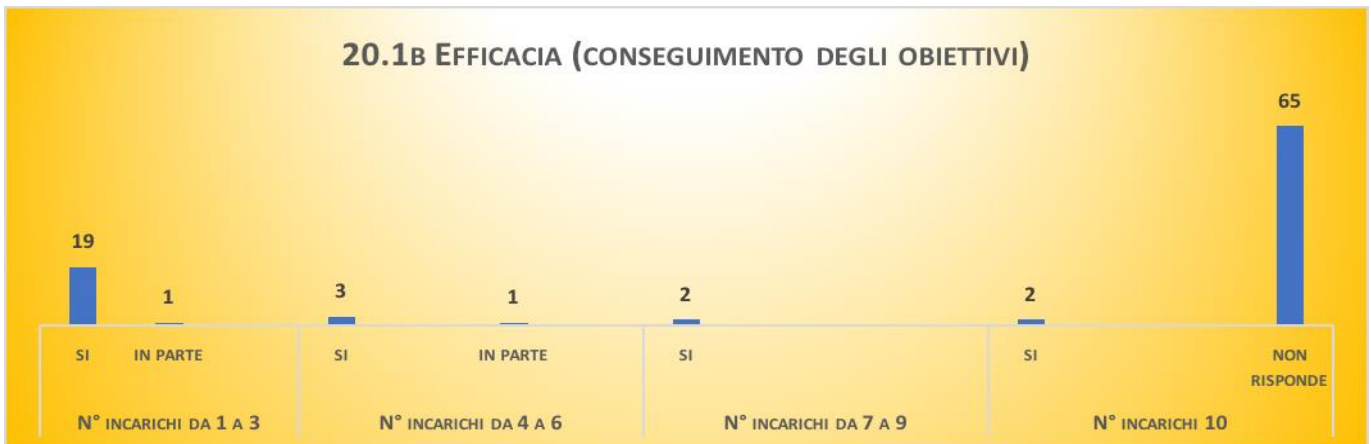 20.1B EFFICACIA (CONSEGUIMENTO DEGLI OBIETTIVI)
65
19
1
3
1
2
2
SI
IN PARTE
SI
IN PARTE
SI
SI
NON
RISPONDE
N° INCARICHI DA 1 A 3
N° INCARICHI DA 4 A 6
N° INCARICHI DA 7 A 9
N° INCARICHI 10